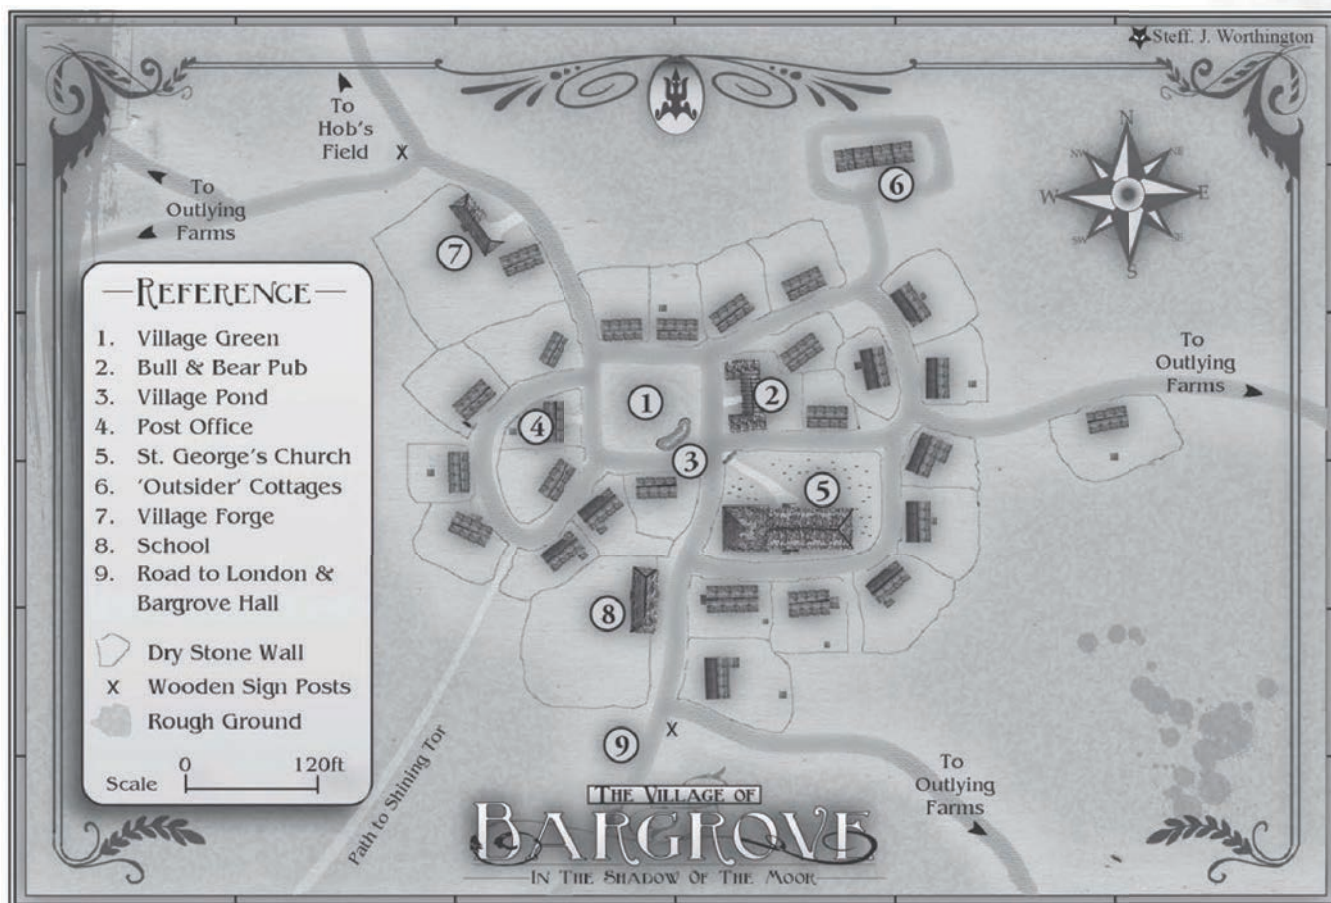 Steff. J. Worthington
To
Hob's
Field
X
To
Outlying
Farms
N
NW
NE
W
E
SW
S
6
7
REFERENCE
1. Village Green
2. Bull & Bear Pub
3. Village Pond
4. Post Office
5. St. George's Church
6. 'Outsider' Cottages
7. Village Forge
8. School
9. Road to London &
Bargrove Hall
Dry Stone Wall
X Wooden Sign Posts
Rough Ground
Scale 0 120ft
To
Outlying
Farms
1
2
4
3
5
8
9
X
Path to Shining Tor
To
Outlying
Farms
THE VILLAGE OF
BARGROVE
IN THE SHADOW OF THE MOOR